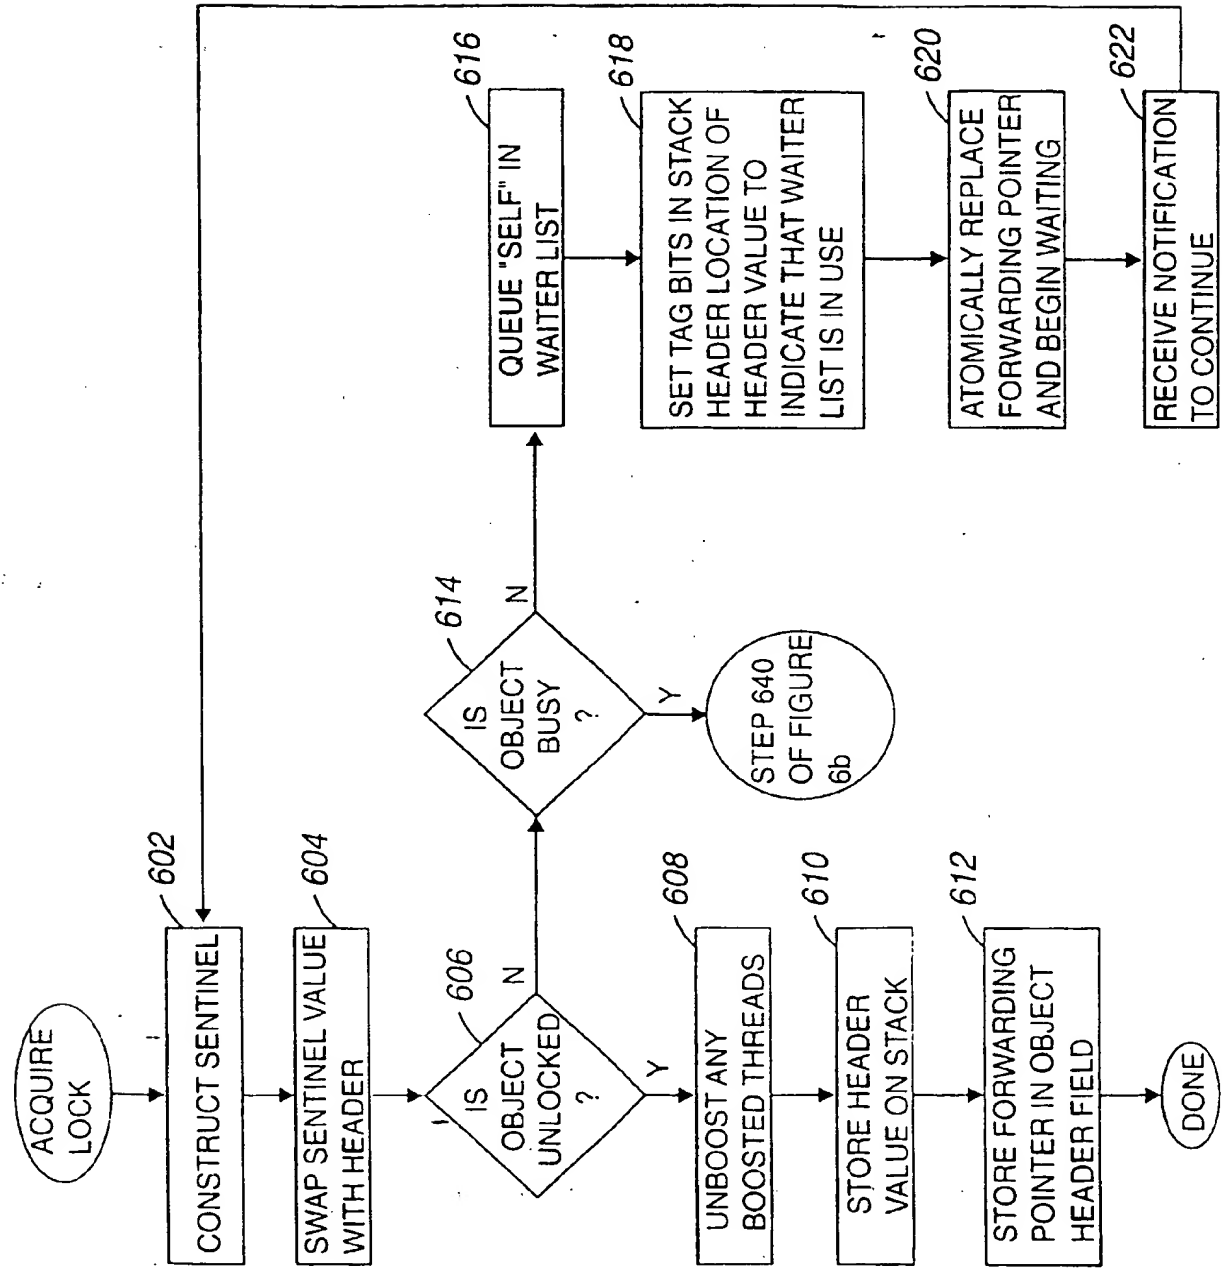 ACQUIRE
LOCK
602
CONSTRUCT SENTINEL
604
SWAP SENTINEL VALUE
WITH HEADER
606
IS
OBJECT
UNLOCKED
?
N
Y
608
UNBOOST ANY
BOOSTED THREADS
610
STORE HEADER
VALUE ON STACK
612
STORE FORWARDING
POINTER IN OBJECT
HEADER FIELD
DONE
614
IS
OBJECT
BUSY
?
N
Y
STEP 640
OF FIGURE
6b
616
QUEUE "SELF" IN
WAITER LIST
618
SET TAG BITS IN STACK
HEADER LOCATION OF
HEADER VALUE TO
INDICATE THAT WAITER
LIST IS IN USE
620
ATOMICALLY REPLACE
FORWARDING POINTER
AND BEGIN WAITING
622
RECEIVE NOTIFICATION
TO CONTINUE